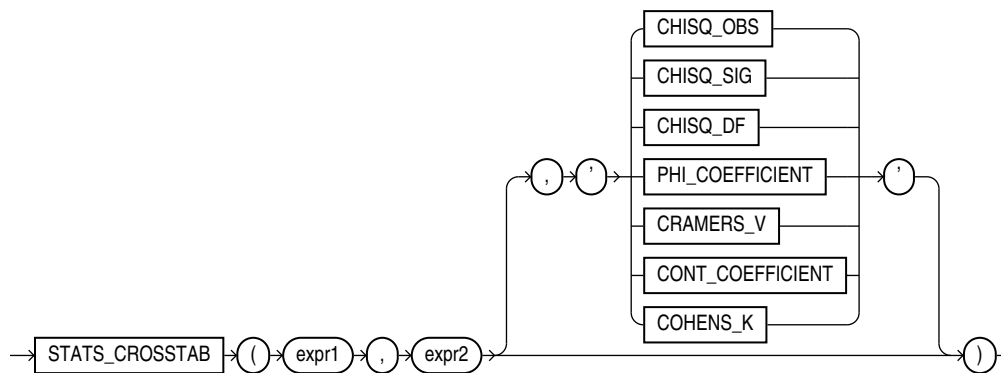 CHISQ_OBS
CHISQ_SIG
CHISQ_DF
, ’ PHI_COEFFICIENT ’
CRAMERS_V
CONT_COEFFICIENT
COHENS_K
STATS_CROSSTAB ( expr1 , expr2 )